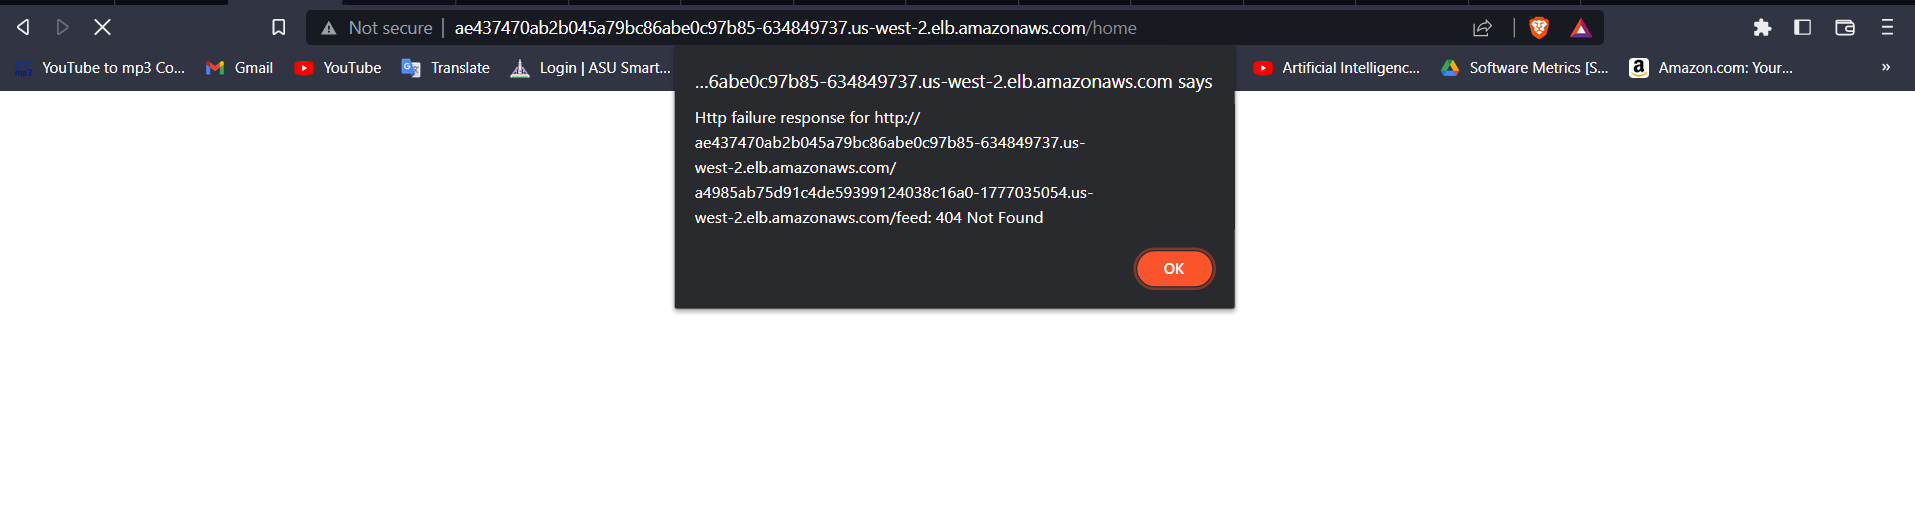 Not secure ae437470ab2b045a79bc86abe0c97b85-634849737.us-west-2.elb.amazonaws.com/home
mp3 YouTube to mp3 Co... Gmail YouTube Translate Login | ASU Smart... Artificial Intelligenc... Software Metrics [S... a Amazon.com: Your... »
...6abe0c97b85-634849737.us-west-2.elb.amazonaws.com says
Http failure response for http://
ae437470ab2b045a79bc86abe0c97b85-634849737.us-
west-2.elb.amazonaws.com/
a4985ab75d91c4de59399124038c16a0-1777035054.us-
west-2.elb.amazonaws.com/feed: 404 Not Found
OK